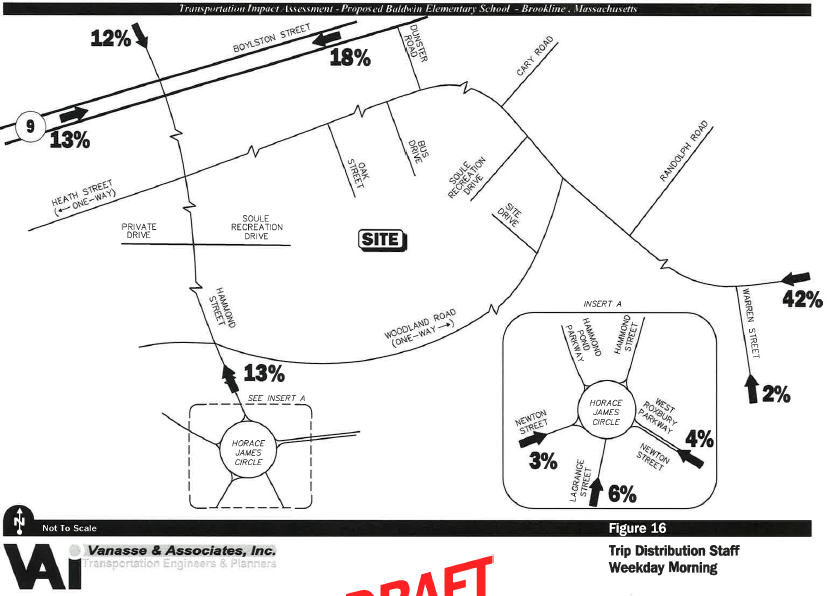 Transportation Impact Assessment - Proposed Baldwin Elementary School - Brookline, Massachusetts
12%
BOYLSTON STREET
18%
DUNSTER
ROAD
CARY ROAD
9
13%
RANDOLPH ROAD
HEATH STREET
(← ONE-WAY)
OAK
STREET
BUS
DRIVE
SOULE
RECREATION
DRIVE
SITE
DRIVE
PRIVATE
DRIVE
SOULE
RECREATION
DRIVE
SITE
HAMMOND
STREET
WOODLAND ROAD
(ONE-WAY →)
42%
WARREN STREET
2%
13%
SEE INSERT A
HORACE
JAMES
CIRCLE
INSERT A
HAMMOND
POND
PARKWAY
HAMMOND
STREET
HORACE
JAMES
CIRCLE
WEST
ROXBURY
PARKWAY
NEWTON
STREET
3%
4%
NEWTON
STREET
LAGRANGE
STREET
6%
N
Not To Scale
Figure 16
VAi
Vanasse & Associates, Inc.
Transportation Engineers & Planners
Trip Distribution Staff
Weekday Morning
DRAFT